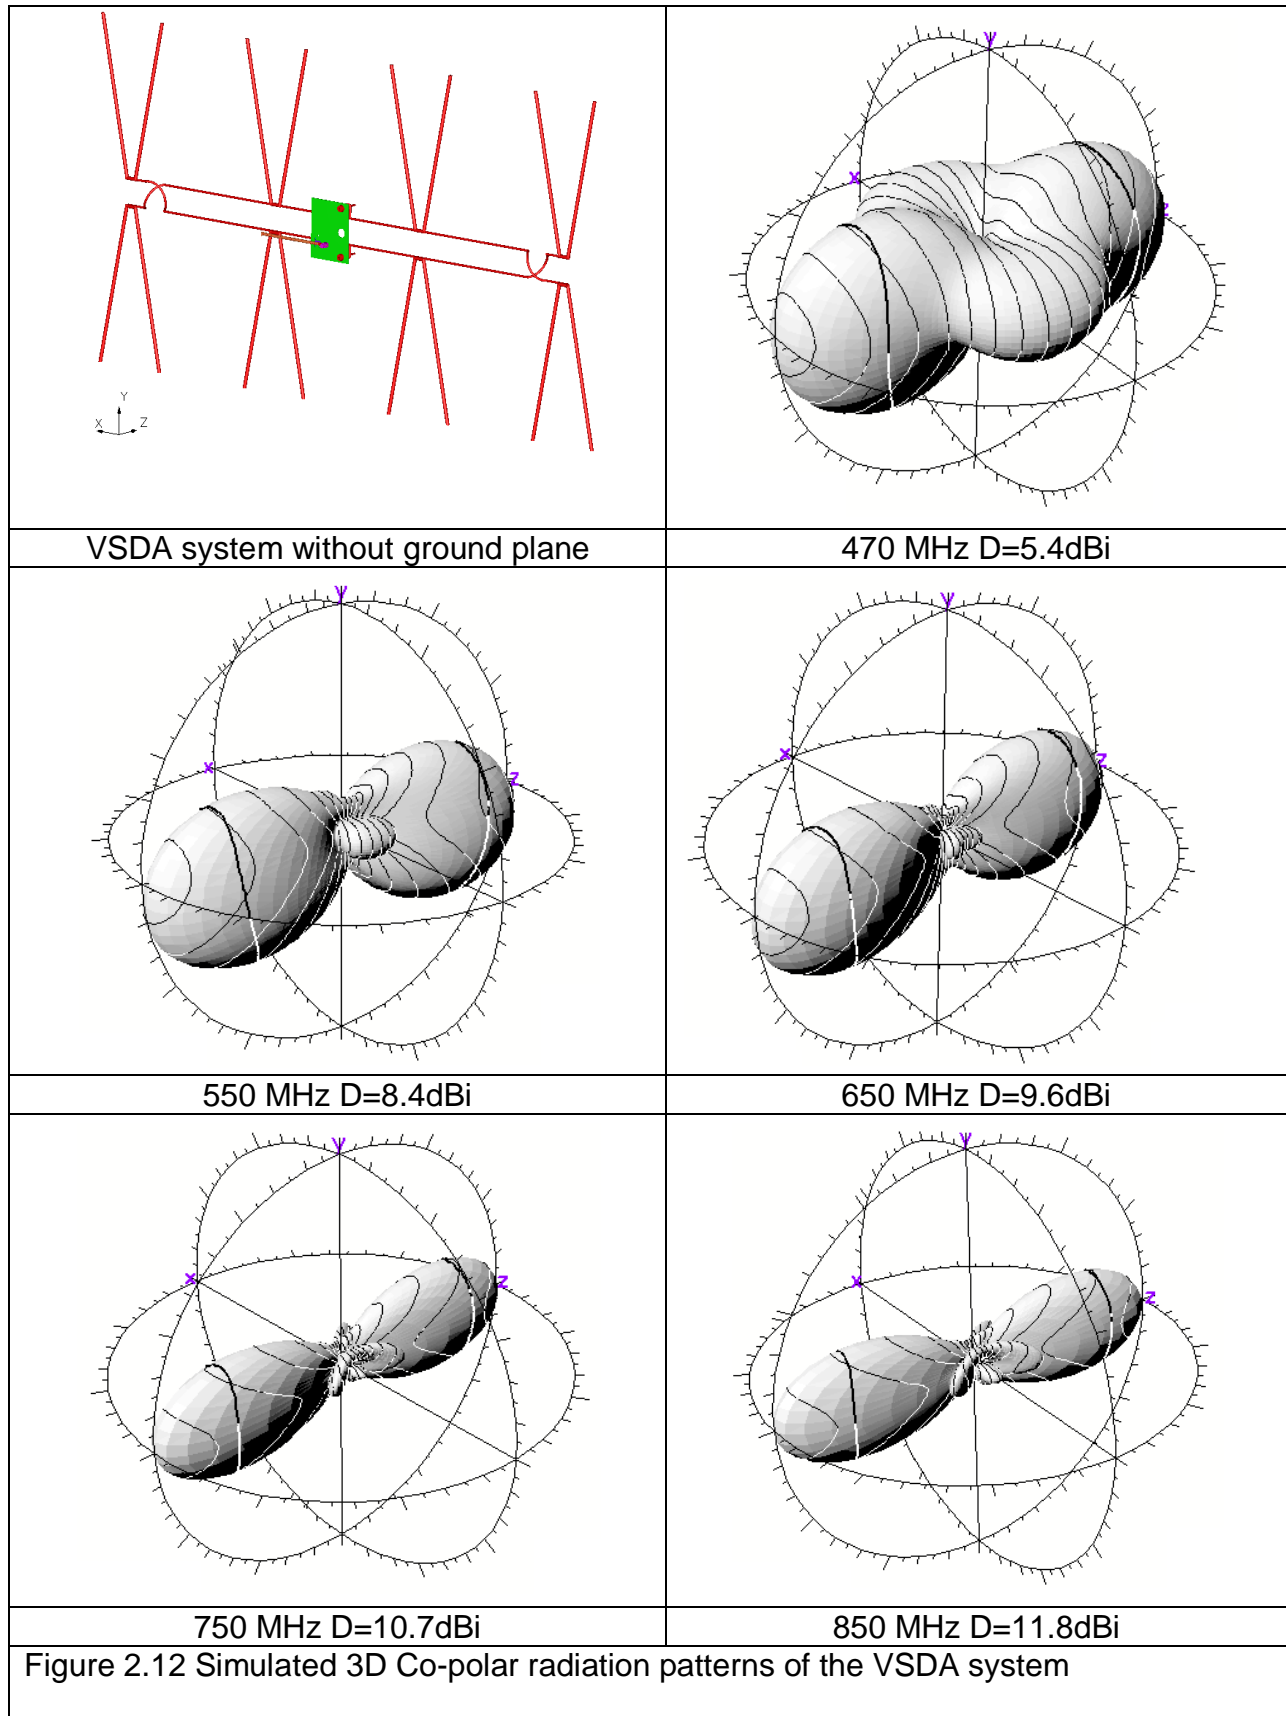 Y
X
Z
Y
X
VSDA system without ground plane
470 MHz D=5.4dBi
Y
X
Z
Y
X
Z
550 MHz D=8.4dBi
650 MHz D=9.6dBi
Y
X
Z
Y
X
Z
750 MHz D=10.7dBi
850 MHz D=11.8dBi
Figure 2.12 Simulated 3D Co-polar radiation patterns of the VSDA system